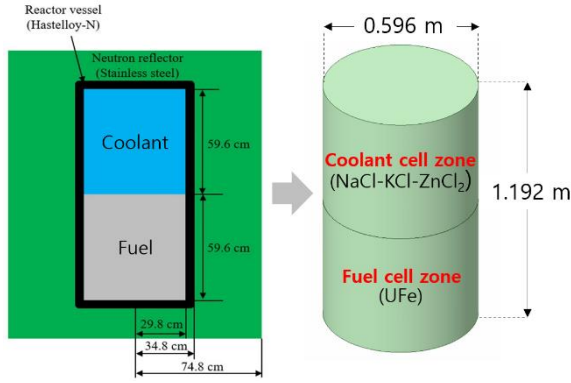 Reactor vessel
(Hastelloy-N)
Neutron reflector
(Stainless steel)
Coolant
59.6 cm
Fuel
59.6 cm
29.8 cm
34.8 cm
74.8 cm
0.596 m
Coolant cell zone
(NaCl-KCl-ZnCl₂)
1.192 m
Fuel cell zone
(UFe)